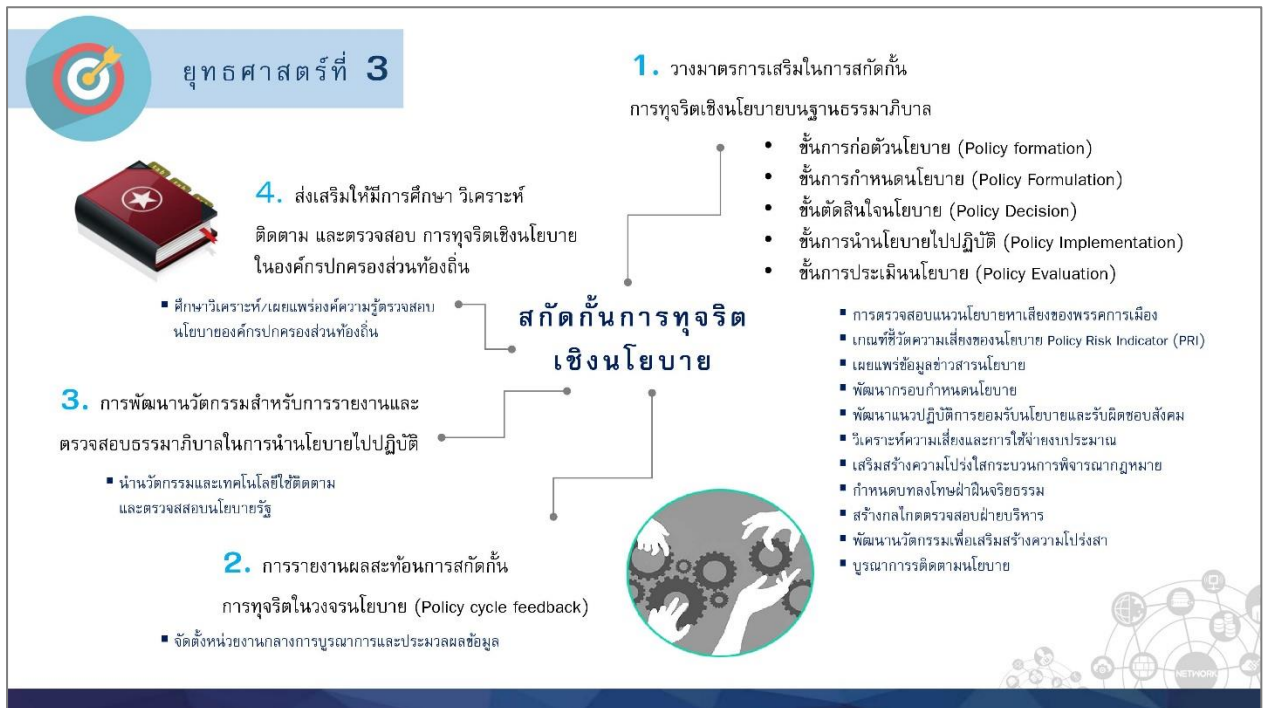 ยุทธศาสตร์ที่ 3
1. วางมาตรการเสริมในการสกัดกั้น
การทุจริตเชิงนโยบายบนฐานธรรมาภิบาล
• ขั้นการก่อตัวนโยบาย (Policy formation)
• ขั้นการกำหนดนโยบาย (Policy Formulation)
• ขั้นตัดสินใจนโยบาย (Policy Decision)
• ขั้นการนำนโยบายไปปฏิบัติ (Policy Implementation)
• ขั้นการประเมินนโยบาย (Policy Evaluation)
▪ การตรวจสอบแนวนโยบายหาเสียงของพรรคการเมือง
▪ เกณฑ์ชี้วัดความเสี่ยงของนโยบาย Policy Risk Indicator (PRI)
▪ เผยแพร่ข้อมูลข่าวสารนโยบาย
▪ พัฒนากรอบกำหนดนโยบาย
▪ พัฒนาแนวปฏิบัติการยอมรับนโยบายและรับผิดชอบสังคม
▪ วิเคราะห์ความเสี่ยงและการใช้จ่ายงบประมาณ
▪ เสริมสร้างความโปร่งใสกระบวนการพิจารณากฎหมาย
▪ กำหนดบทลงโทษฝ่าฝืนจริยธรรม
▪ สร้างกลไกตตรวจสอบฝ่ายบริหาร
▪ พัฒนานวัตกรรมเพื่อเสริมสร้างความโปร่งสา
▪ บูรณาการรติดตามนโยบาย
สกัดกั้นการทุจริต
เชิงนโยบาย
4. ส่งเสริมให้มีการศึกษา วิเคราะห์
ติดตาม และตรวจสอบ การทุจริตเชิงนโยบาย
ในองค์กรปกครองส่วนท้องถิ่น
▪ ศึกษาวิเคราะห์/เผยแพร่องค์ความรู้ตรวจสอบ
นโยบายองค์กรปกครองส่วนท้องถิ่น
3. การพัฒนานวัตกรรมสำหรับการรายงานและ
ตรวจสอบธรรมาภิบาลในการนำนโยบายไปปฏิบัติ
▪ นำนวัตกรรมและเทคโนโลยีใช้ติดตาม
และตรวจสสอบนโยบายรัฐ
2. การรายงานผลสะท้อนการสกัดกั้น
การทุจริตในวงจรนโยบาย (Policy cycle feedback)
▪ จัดตั้งหน่วยงานกลางการบูรณาการและประมวลผลข้อมูล
NETWORK